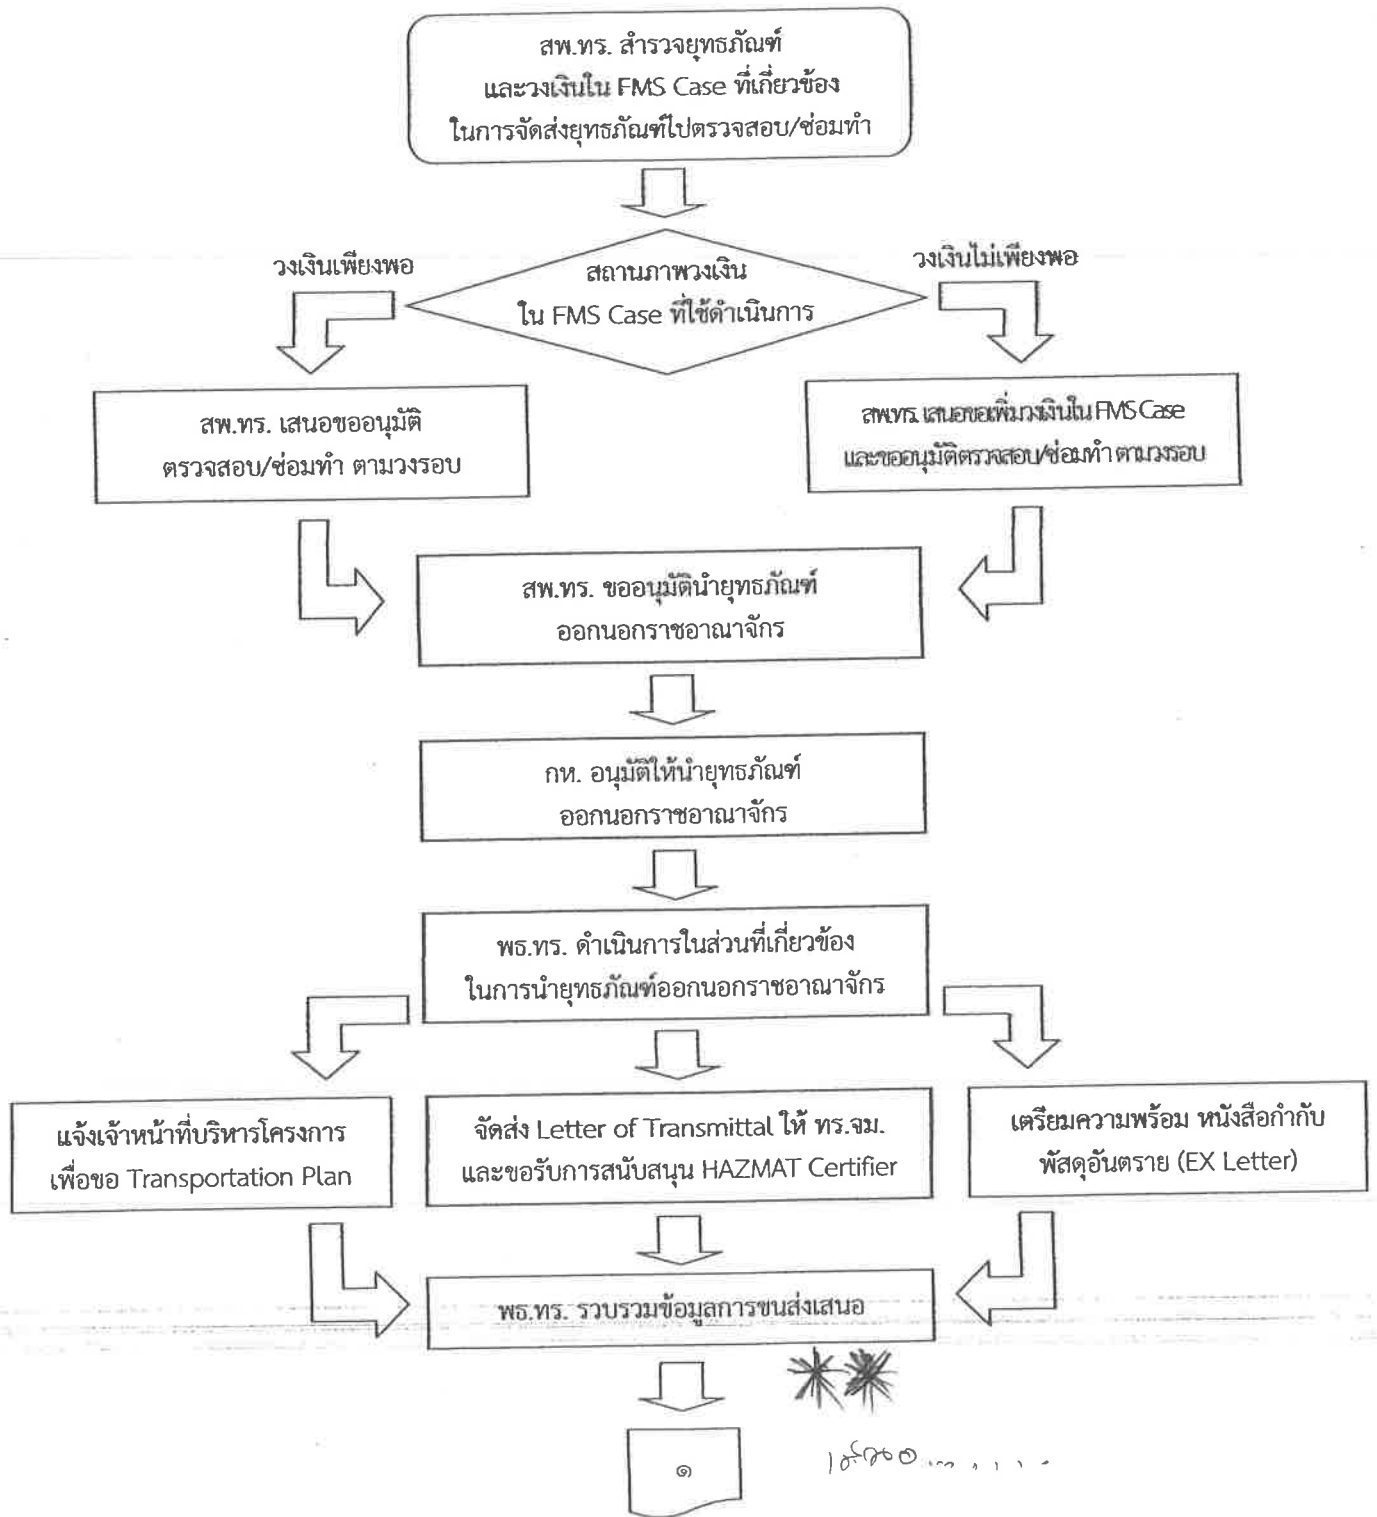 สพ.ทร. สำรวจยุทธภัณฑ์
และวงเงินใน FMS Case ที่เกี่ยวข้อง
ในการจัดส่งยุทธภัณฑ์ไปตรวจสอบ/ซ่อมทำ
วงเงินเพียงพอ
สถานภาพวงเงิน
ใน FMS Case ที่ใช้ดำเนินการ
วงเงินไม่เพียงพอ
สพ.ทร. เสนอขออนุมัติ
ตรวจสอบ/ซ่อมทำ ตามวงรอบ
สพ.ทร. เสนอขอเพิ่มวงเงินใน FMS Case
และขออนุมัติตรวจสอบ/ซ่อมทำ ตามวงรอบ
สพ.ทร. ขออนุมัตินำยุทธภัณฑ์
ออกนอกราชอาณาจักร
กห. อนุมัติให้นำยุทธภัณฑ์
ออกนอกราชอาณาจักร
พธ.ทร. ดำเนินการในส่วนที่เกี่ยวข้อง
ในการนำยุทธภัณฑ์ออกนอกราชอาณาจักร
แจ้งเจ้าหน้าที่บริหารโครงการ
เพื่อขอ Transportation Plan
จัดส่ง Letter of Transmittal ให้ ทร.จม.
และขอรับการสนับสนุน HAZMAT Certifier
เตรียมความพร้อม หนังสือกำกับ
พัสดุอันตราย (EX Letter)
พธ.ทร. รวบรวมข้อมูลการขนส่งเสนอ
๑